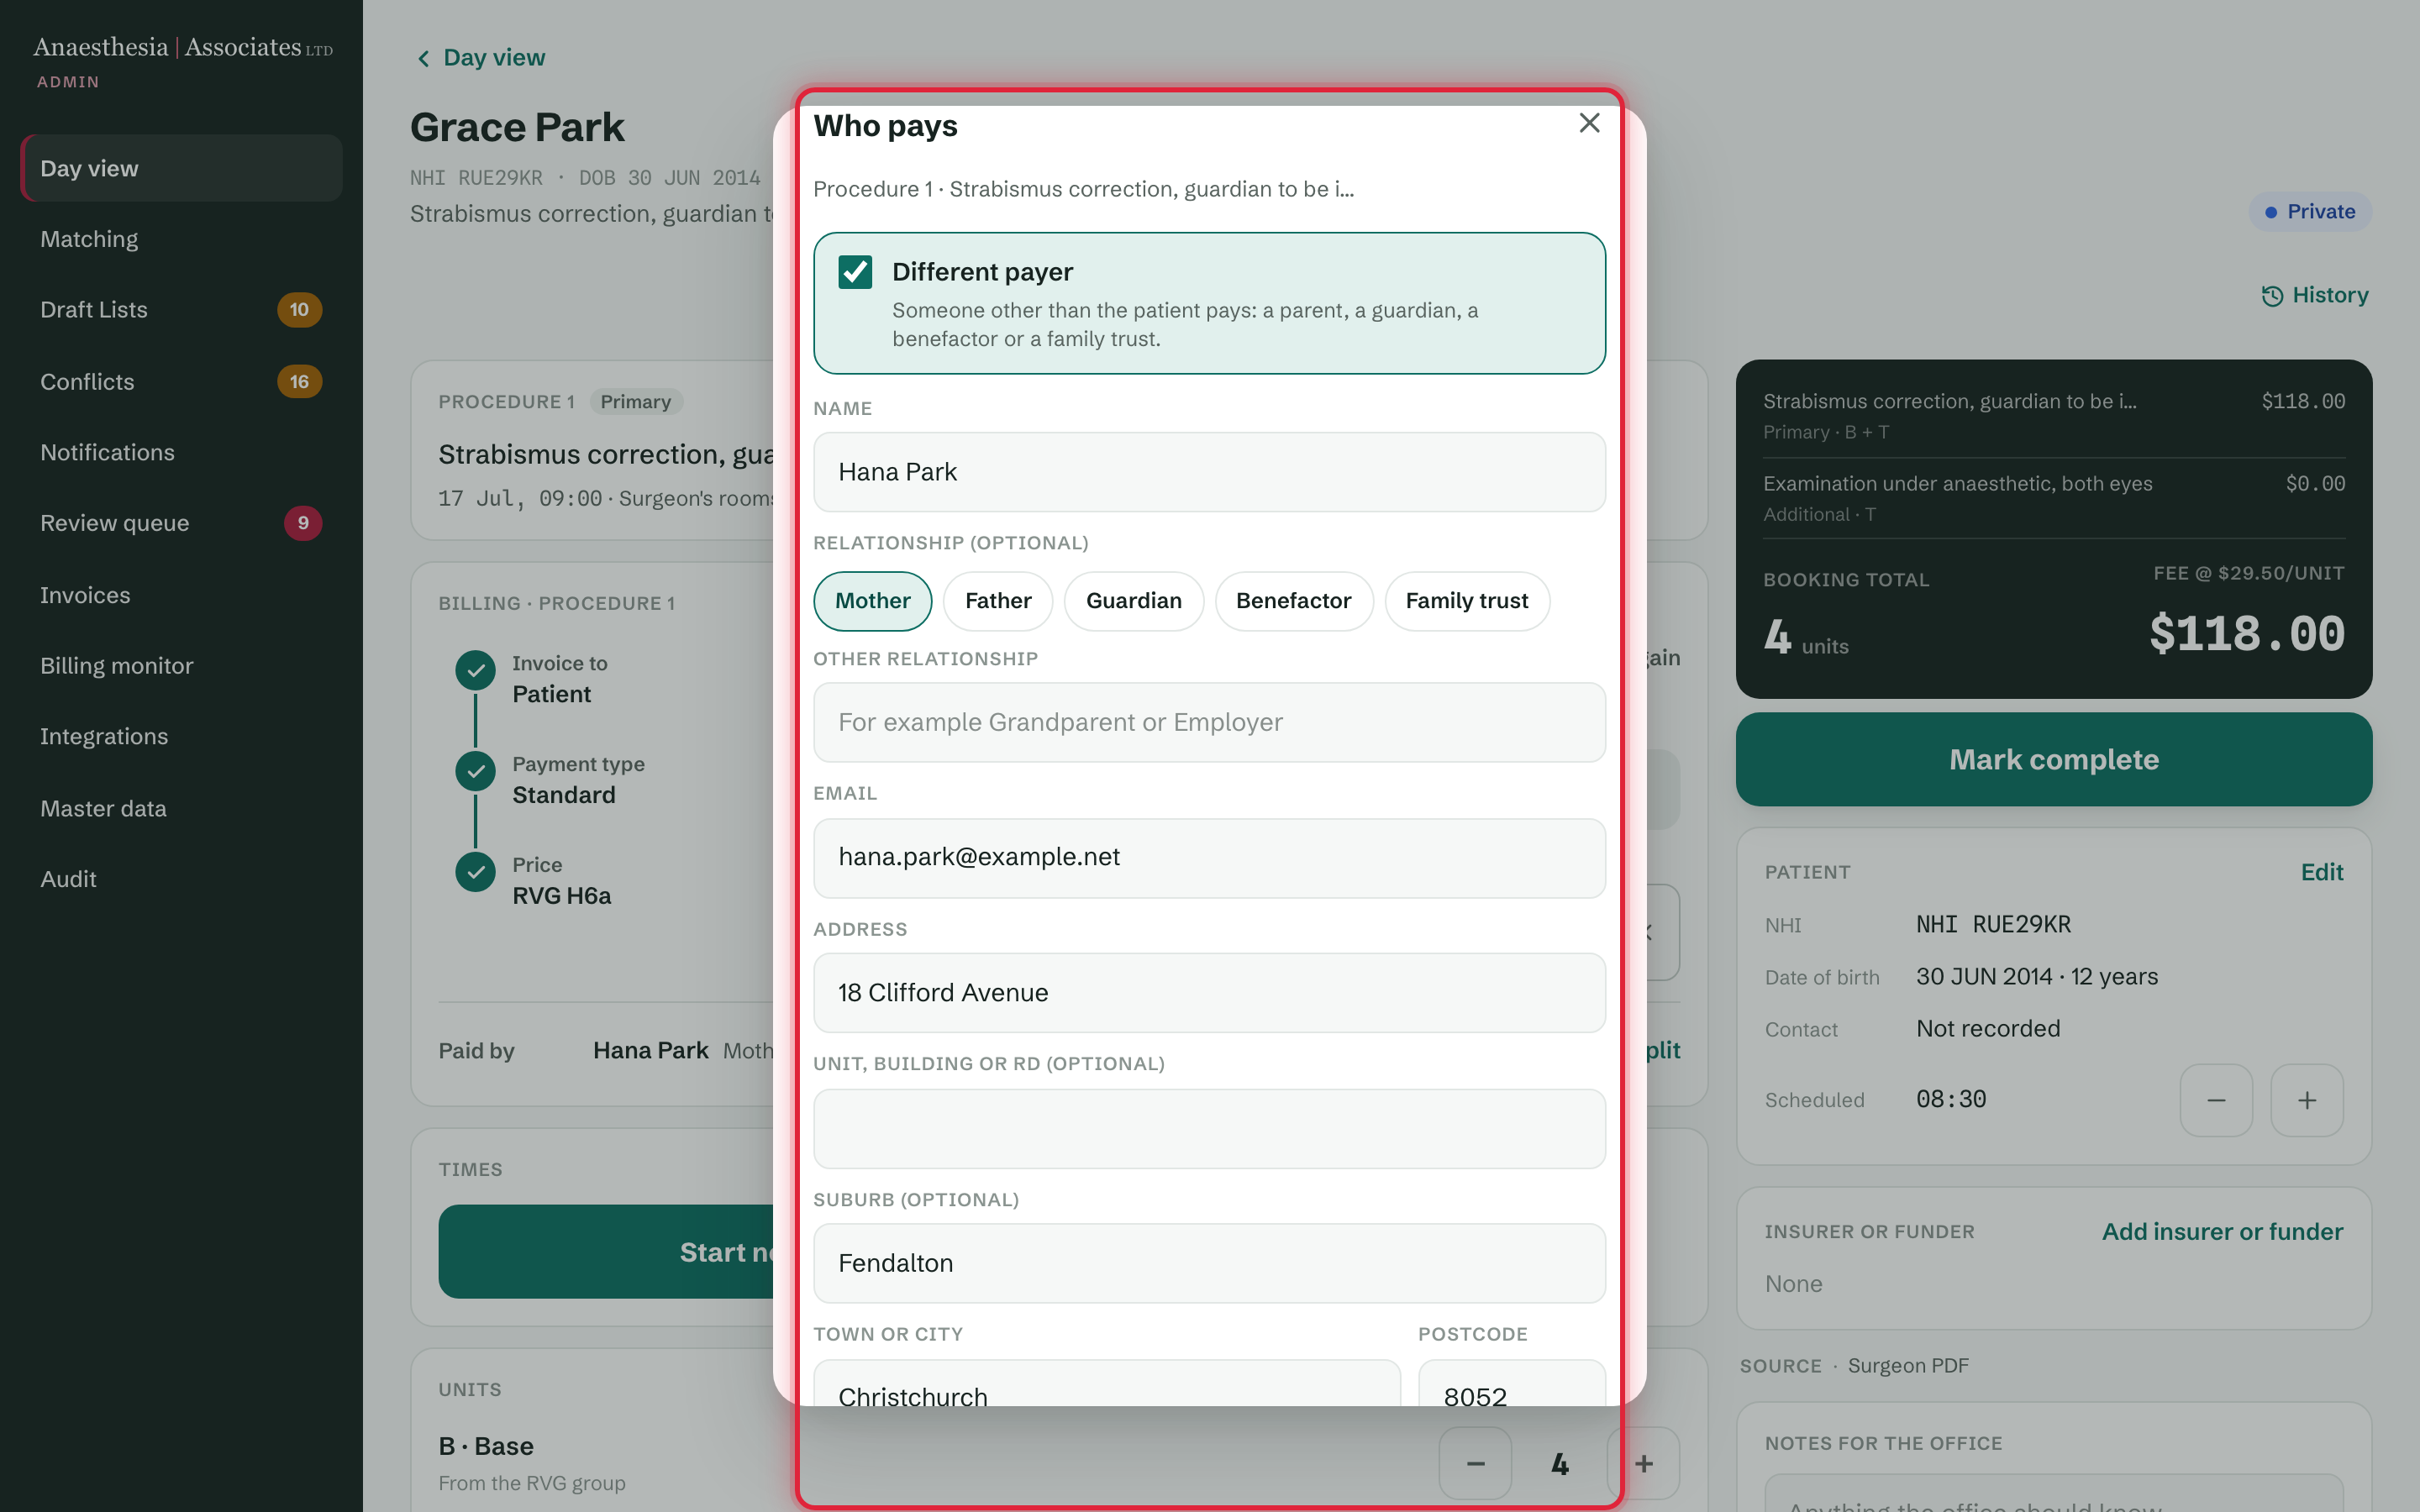 Anaesthesia | Associates LTD
ADMIN
Day view
Matching
Draft Lists 10
Conflicts 16
Notifications
Review queue 9
Invoices
Billing monitor
Integrations
Master data
Audit
Day view
Grace Park
NHI RUE29KR · DOB 30 JUN 2014
Strabismus correction, guardian
Private
History
PROCEDURE 1 Primary
Strabismus correction,
17 Jul, 09:00 · Surgeon's rooms
BILLING · PROCEDURE 1
Invoice to
Patient
Payment type
Standard
Price
RVG H6a
Paid by Hana Park
TIMES
Start
UNITS
B · Base
From the RVG group
4
Who pays
Procedure 1 · Strabismus correction, guardian to be i...
Different payer
Someone other than the patient pays: a parent, a guardian, a
benefactor or a family trust.
NAME
Hana Park
RELATIONSHIP (OPTIONAL)
Mother Father Guardian Benefactor Family trust
OTHER RELATIONSHIP
For example Grandparent or Employer
EMAIL
hana.park@example.net
ADDRESS
18 Clifford Avenue
UNIT, BUILDING OR RD (OPTIONAL)
SUBURB (OPTIONAL)
Fendalton
TOWN OR CITY POSTCODE
Christchurch 8052
Strabismus correction, guardian to be i... $118.00
Primary · B + T
Examination under anaesthetic, both eyes $0.00
Additional · T
BOOKING TOTAL FEE @ $29.50/UNIT
4 units $118.00
Mark complete
PATIENT Edit
NHI NHI RUE29KR
Date of birth 30 JUN 2014 · 12 years
Contact Not recorded
Scheduled 08:30
INSURER OR FUNDER Add insurer or funder
None
SOURCE · Surgeon PDF
NOTES FOR THE OFFICE
Anything the office should know